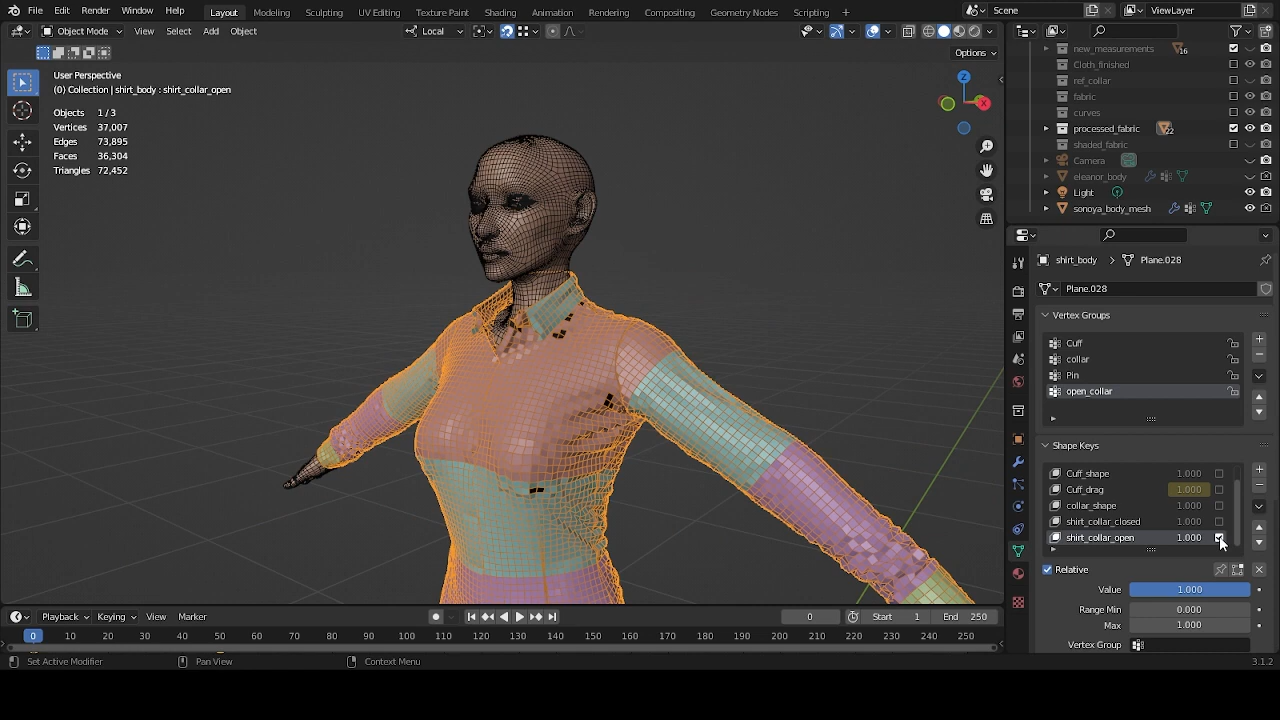 File Edit Render Window Help Layout Modeling Sculpting UV Editing Texture Paint Shading Animation Rendering Compositing Geometry Nodes Scripting + Scene ViewLayer
Object Mode View Select Add Object Local
Options
User Perspective
(0) Collection | shirt_body : shirt_collar_open
Objects 1/3
Vertices 37,007
Edges 73,895
Faces 36,304
Triangles 72,452
Z
X
new_measurements 16
Cloth_finished
ref_collar
fabric
curves
processed_fabric 22
shaded_fabric
Camera
eleanor_body
Light
sonoya_body_mesh
shirt_body > Plane.028
Plane.028
Vertex Groups
Cuff
collar
Pin
open_collar
Shape Keys
Cuff_shape 1.000
Cuff_drag 1.000
collar_shape 1.000
shirt_collar_closed 1.000
shirt_collar_open 1.000
Relative
Value 1.000
Range Min 0.000
Max 1.000
Vertex Group
Playback Keying View Marker 0 Start 1 End 250
0 10 20 30 40 50 60 70 80 90 100 110 120 130 140 150 160 170 180 190 200 210 220 230 240 250
Set Active Modifier Pan View Context Menu 3.1.2